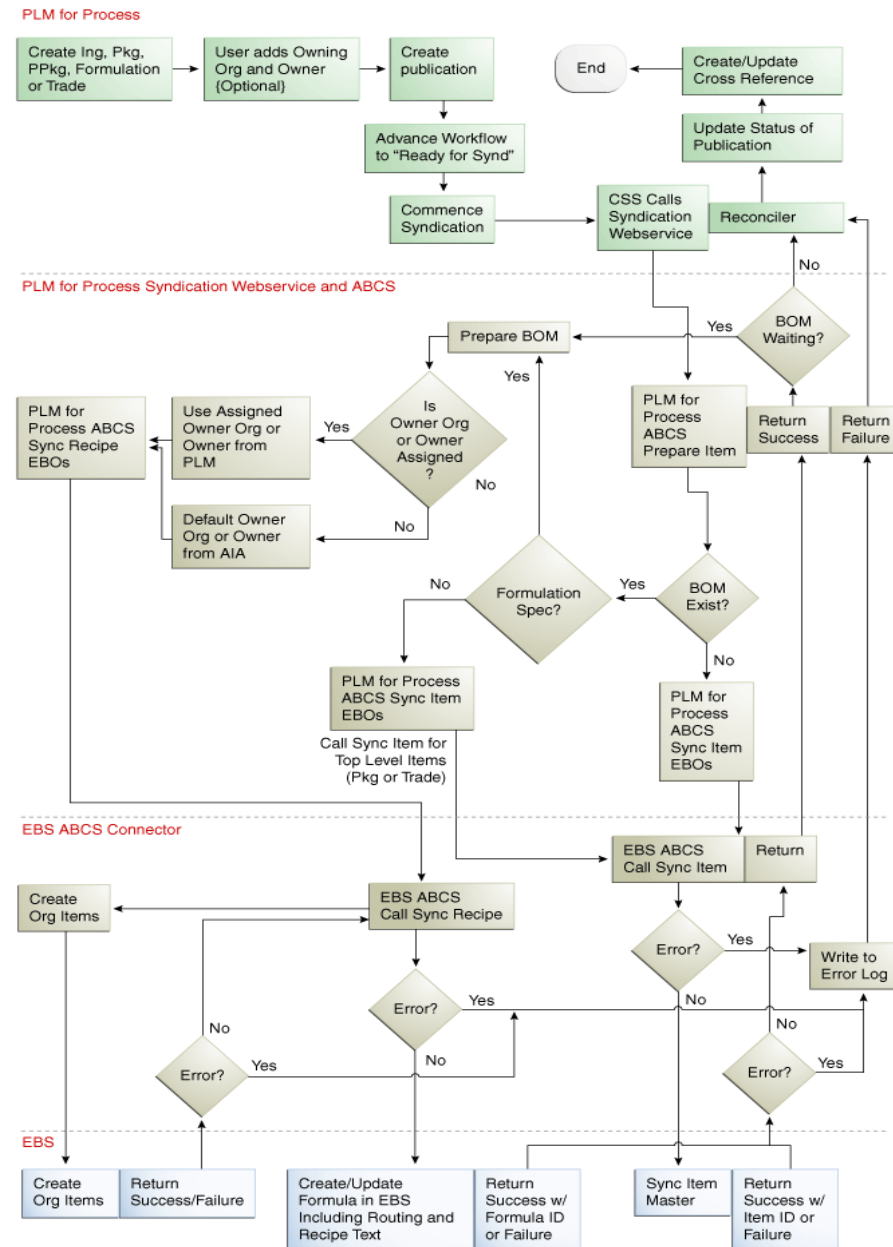 PLM for Process
Create Ing, Pkg,
PPkg, Formulation
or Trade
User adds Owning
Org and Owner
{Optional}
Create
publication
End
Create/Update
Cross Reference
Advance Workflow
to “Ready for Synd”
Update Status of
Publication
Commence
Syndication
CSS Calls
Syndication
Webservice
Reconciler
No
PLM for Process Syndication Webservice and ABCS
Prepare BOM
Yes
BOM
Waiting?
Yes
PLM for
Process ABCS
Sync Recipe
EBOs
Use Assigned
Owner Org or
Owner from
PLM
Yes
Is
Owner Org
or Owner
Assigned
?
No
PLM for
Process
ABCS
Prepare Item
Return
Success
Return
Failure
Default Owner
Org or Owner
from AIA
No
No
Formulation
Spec?
Yes
BOM
Exist?
No
PLM for Process
ABCS Sync Item
EBOs
PLM for
Process
ABCS
Sync Item
EBOs
Call Sync Item for
Top Level Items
(Pkg or Trade)
EBS ABCS Connector
EBS ABCS
Call Sync Item
Return
Create
Org Items
EBS ABCS
Call Sync Recipe
Error?
Yes
Write to
Error Log
No
Error?
Yes
No
No
Error?
Yes
No
Error?
Yes
EBS
Create
Org Items
Return
Success/Failure
Create/Update
Formula in EBS
Including Routing and
Recipe Text
Return
Success w/
Formula ID
or Failure
Sync Item
Master
Return
Success w/
Item ID or
Failure